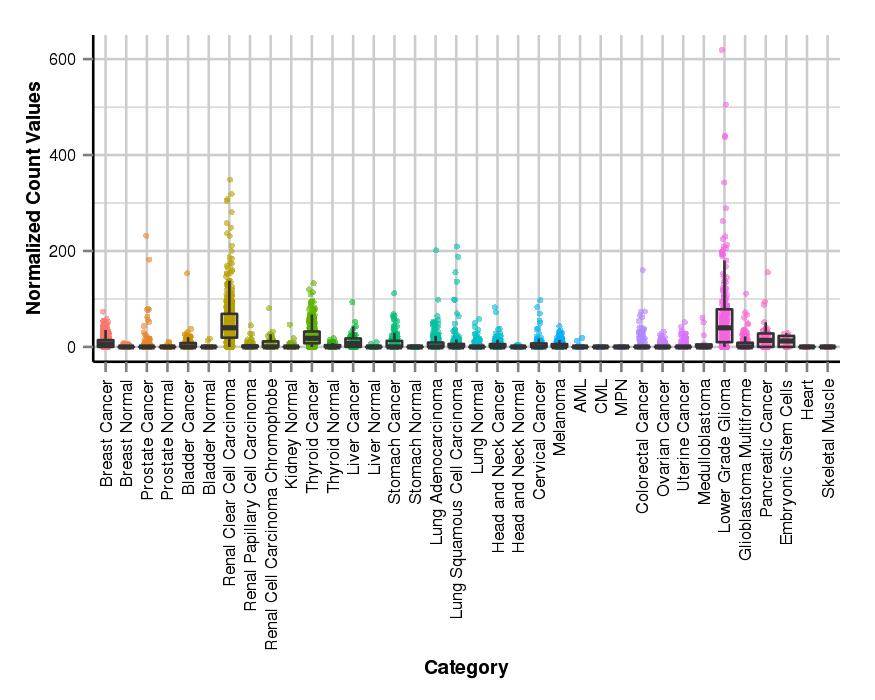 Normalized Count Values
600
400
200
0
Breast Cancer
Breast Normal
Prostate Cancer
Prostate Normal
Bladder Cancer
Bladder Normal
Renal Clear Cell Carcinoma
Renal Papillary Cell Carcinoma
Renal Cell Carcinoma Chromophobe
Kidney Normal
Thyroid Cancer
Thyroid Normal
Liver Cancer
Liver Normal
Stomach Cancer
Stomach Normal
Lung Adenocarcinoma
Lung Squamous Cell Carcinoma
Lung Normal
Head and Neck Cancer
Head and Neck Normal
Cervical Cancer
Melanoma
AML
CML
MPN
Colorectal Cancer
Ovarian Cancer
Uterine Cancer
Medulloblastoma
Lower Grade Glioma
Glioblastoma Multiforme
Pancreatic Cancer
Embryonic Stem Cells
Heart
Skeletal Muscle
Category